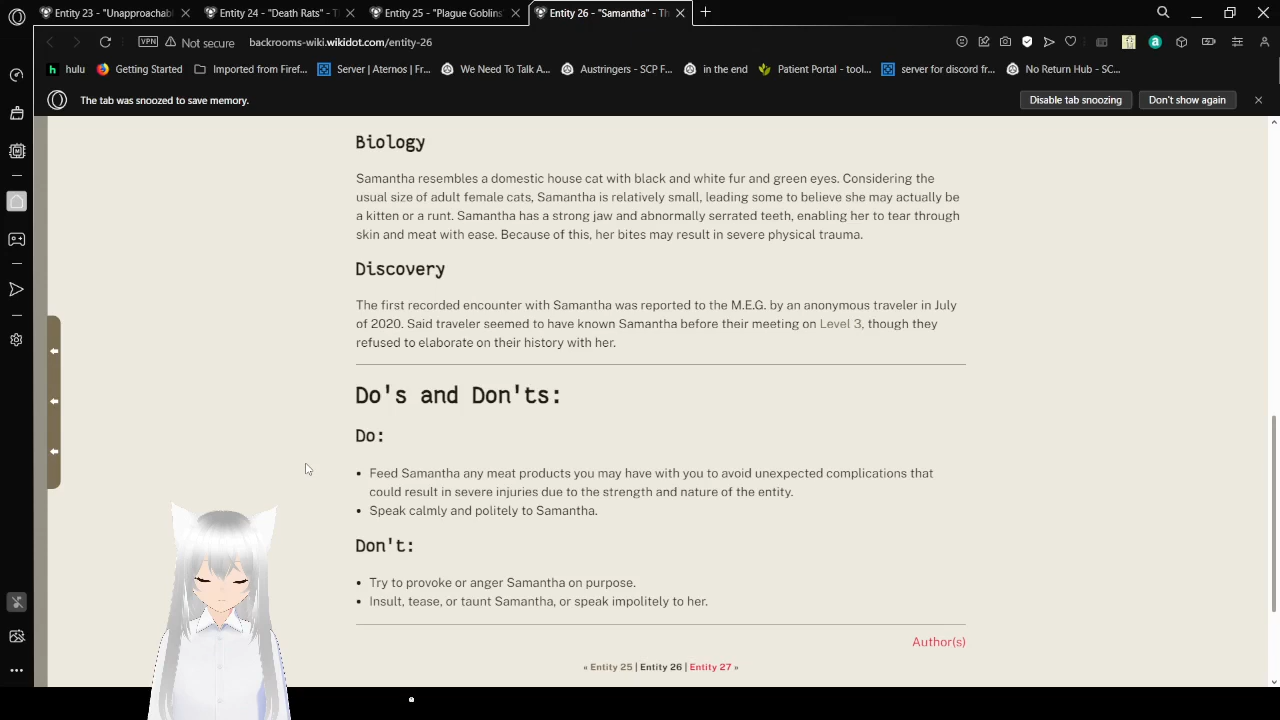 Entity 23 - "Unapproachabl
Entity 24 - "Death Rats" - "T
Entity 25 - "Plague Goblins"
Entity 26 - "Samantha" - Th
VPN
Not secure
backrooms-wiki.wikidot.com/entity-26
hulu
Getting Started
Imported from Firef...
Server | Aternos | Fr...
We Need To Talk A...
Austringers - SCP F...
in the end
Patient Portal - tool...
server for discord fr...
No Return Hub - SC...
The tab was snoozed to save memory.
Disable tab snoozing
Don't show again
Biology
Samantha resembles a domestic house cat with black and white fur and green eyes. Considering the
usual size of adult female cats, Samantha is relatively small, leading some to believe she may actually be
a kitten or a runt. Samantha has a strong jaw and abnormally serrated teeth, enabling her to tear through
skin and meat with ease. Because of this, her bites may result in severe physical trauma.
Discovery
The first recorded encounter with Samantha was reported to the M.E.G. by an anonymous traveler in July
of 2020. Said traveler seemed to have known Samantha before their meeting on Level 3, though they
refused to elaborate on their history with her.
Do's and Don'ts:
Do:
• Feed Samantha any meat products you may have with you to avoid unexpected complications that
could result in severe injuries due to the strength and nature of the entity.
• Speak calmly and politely to Samantha.
Don't:
• Try to provoke or anger Samantha on purpose.
• Insult, tease, or taunt Samantha, or speak impolitely to her.
Author(s)
« Entity 25 | Entity 26 | Entity 27 »